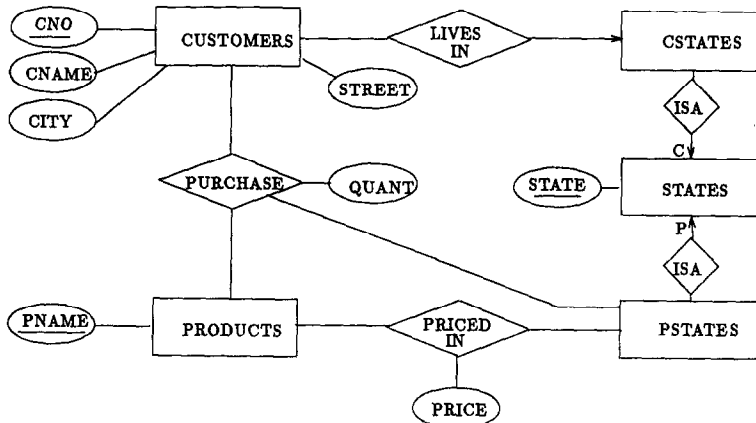 CNO
CUSTOMERS
LIVES
IN
CSTATES
CNAME
STREET
CITY
ISA
C
PURCHASE
QUANT
STATE
STATES
P
ISA
PNAME
PRODUCTS
PRICED
IN
PSTATES
PRICE